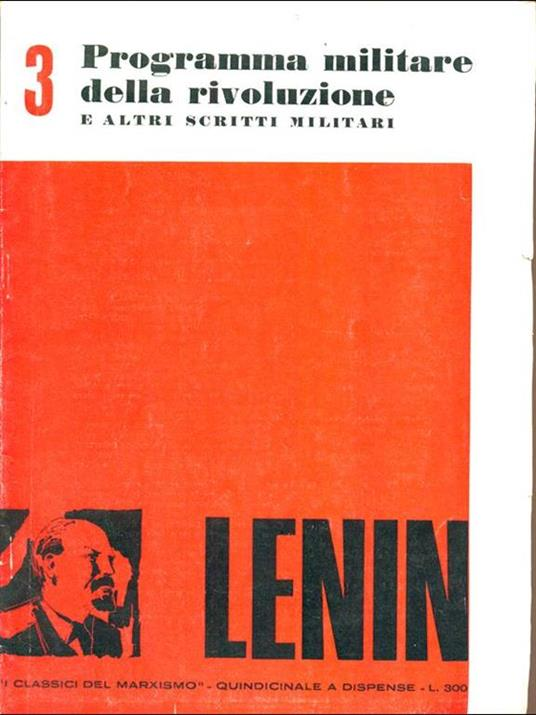 3
Programma militare
della rivoluzione
E ALTRI SCRITTI MILITARI
LENIN
"I CLASSICI DEL MARXISMO" - QUINDICINALE A DISPENSE - L. 300